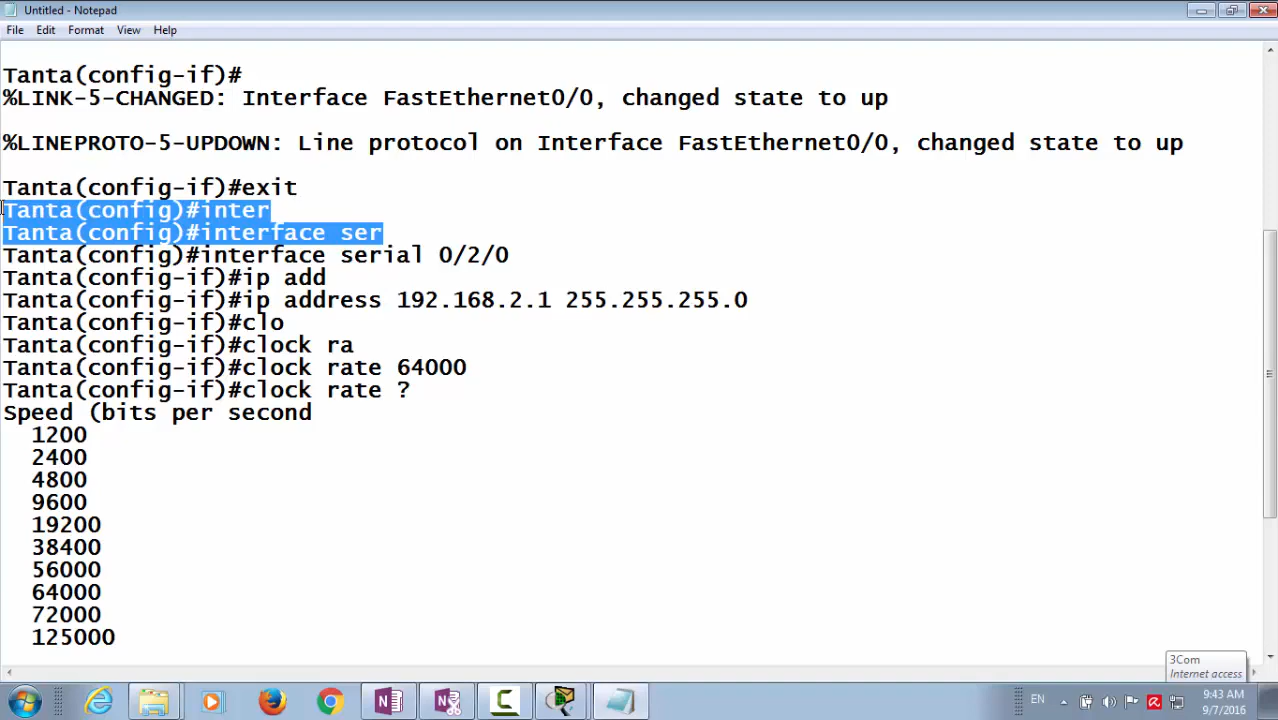 Untitled - Notepad
File Edit Format View Help
Tanta(config-if)#
%LINK-5-CHANGED: Interface FastEthernet0/0, changed state to up
%LINEPROTO-5-UPDOWN: Line protocol on Interface FastEthernet0/0, changed state to up
Tanta(config-if)#exit
Tanta(config)#inter
Tanta(config)#interface ser
Tanta(config)#interface serial 0/2/0
Tanta(config-if)#ip add
Tanta(config-if)#ip address 192.168.2.1 255.255.255.0
Tanta(config-if)#clo
Tanta(config-if)#clock ra
Tanta(config-if)#clock rate 64000
Tanta(config-if)#clock rate ?
Speed (bits per second
1200
2400
4800
9600
19200
38400
56000
64000
72000
125000
3Com
Internet access
EN
9:43 AM
9/7/2016